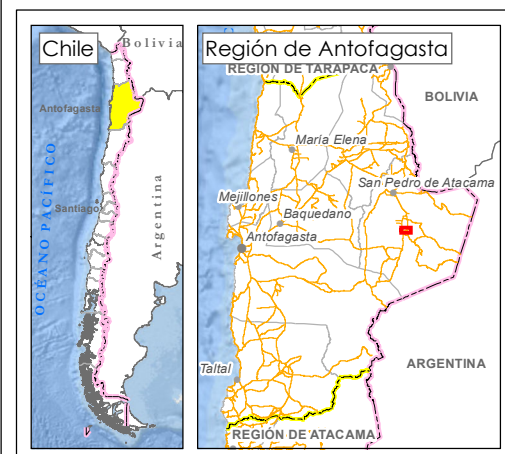 Chile
Bolivia
Antofagasta
OCÉANO PACÍFICO
Santiago
Argentina
Región de Antofagasta
REGIÓN DE TARAPACÁ
BOLIVIA
María Elena
San Pedro de Atacama
Mejillones
Baquedano
Antofagasta
ARGENTINA
Taltal
REGIÓN DE ATACAMA